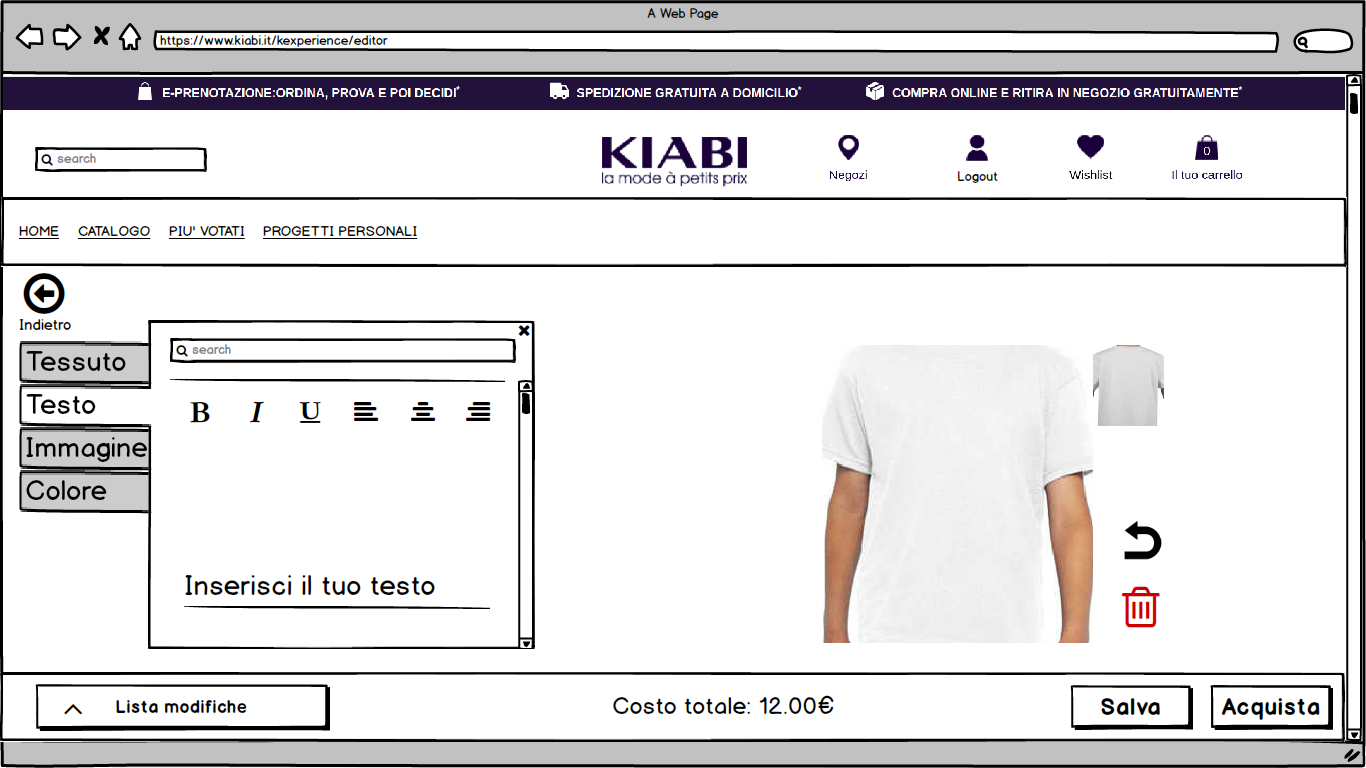 A Web Page
https://www.kiabi.it/kexperience/editor
E-PRENOTAZIONE:ORDINA, PROVA E POI DECIDI*
SPEDIZIONE GRATUITA A DOMICILIO*
COMPRA ONLINE E RITIRA IN NEGOZIO GRATUITAMENTE*
search
KIABI
la mode à petits prix
Negozi
Logout
Wishlist
0
Il tuo carrello
HOME
CATALOGO
PIU' VOTATI
PROGETTI PERSONALI
Indietro
Tessuto
Testo
Immagine
Colore
search
B I U
Inserisci il tuo testo
Lista modifiche
Costo totale: 12.00€
Salva
Acquista